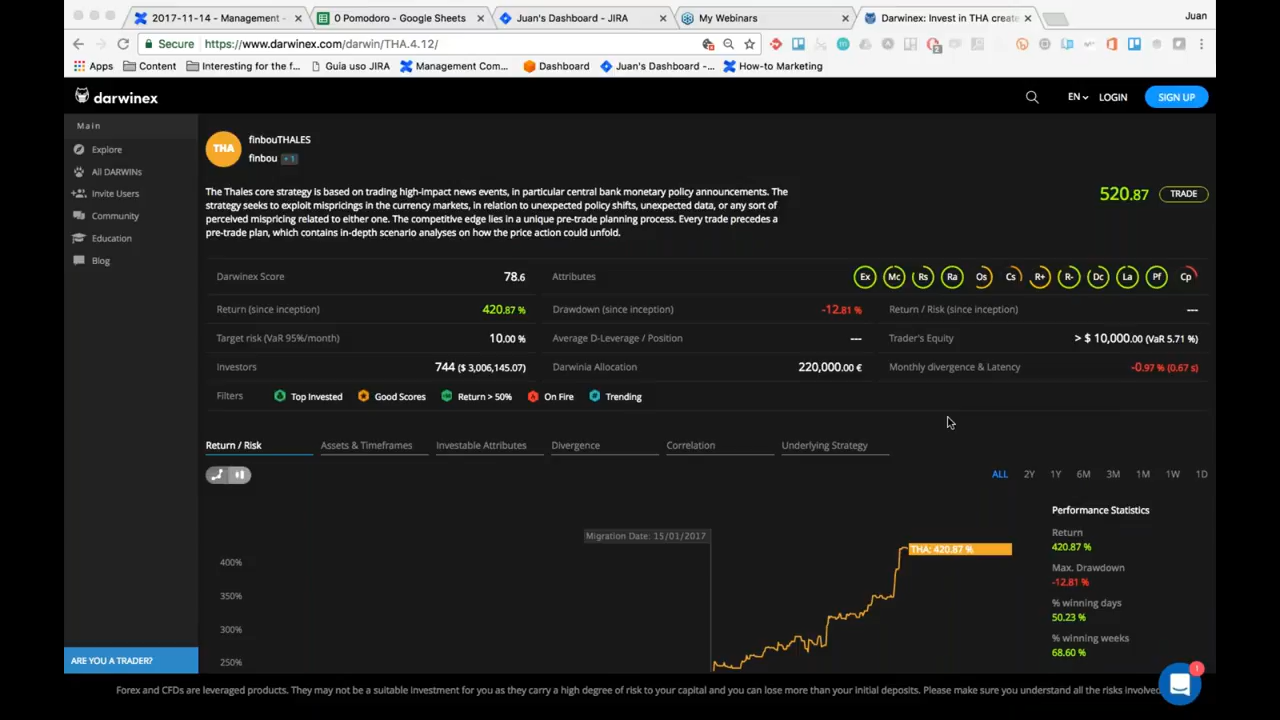 2017-11-14 - Management -
0 Pomodoro - Google Sheets
Juan's Dashboard - JIRA
My Webinars
Darwinex: Invest in THA create
Juan
Secure
https://www.darwinex.com/darwin/THA.4.12/
Apps
Content
Interesting for the f...
Guia uso JIRA
Management Com...
Dashboard
Juan's Dashboard -...
How-to Marketing
darwinex
EN
LOGIN
SIGN UP
Main
Explore
All DARWINs
Invite Users
Community
Education
Blog
ARE YOU A TRADER?
THA
finbouTHALES
finbou +1
The Thales core strategy is based on trading high-impact news events, in particular central bank monetary policy announcements. The
strategy seeks to exploit mispricings in the currency markets, in relation to unexpected policy shifts, unexpected data, or any sort of
perceived mispricing related to either one. The competitive edge lies in a unique pre-trade planning process. Every trade precedes a
pre-trade plan, which contains in-depth scenario analyses on how the price action could unfold.
520.87
TRADE
Darwinex Score 78.6
Attributes Ex Mc Rs Ra Os Cs R+ R- Dc La Pf Cp
Return (since inception) 420.87 %
Drawdown (since inception) -12.81 %
Return / Risk (since inception) ---
Target risk (VaR 95%/month) 10.00 %
Average D-Leverage / Position ---
Trader's Equity > $ 10,000.00 (VaR 5.71 %)
Investors 744 ($ 3,006,145.07)
Darwinia Allocation 220,000.00 €
Monthly divergence & Latency -0.97 % (0.67 s)
Filters Top Invested Good Scores Return > 50% On Fire Trending
Return / Risk
Assets & Timeframes
Investable Attributes
Divergence
Correlation
Underlying Strategy
ALL 2Y 1Y 6M 3M 1M 1W 1D
Migration Date: 15/01/2017
THA: 420.87 %
400%
350%
300%
250%
Performance Statistics
Return
420.87 %
Max. Drawdown
-12.81 %
% winning days
50.23 %
% winning weeks
68.60 %
1
Forex and CFDs are leveraged products. They may not be a suitable investment for you as they carry a high degree of risk to your capital and you can lose more than your initial deposits. Please make sure you understand all the risks involved